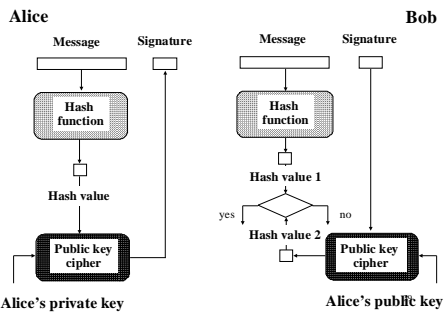 Alice
Message
Signature
Hash
function
Hash value
Public key
cipher
Alice's private key
Bob
Message
Signature
Hash
function
Hash value 1
yes
no
Hash value 2
Public key
cipher
Alice's public key